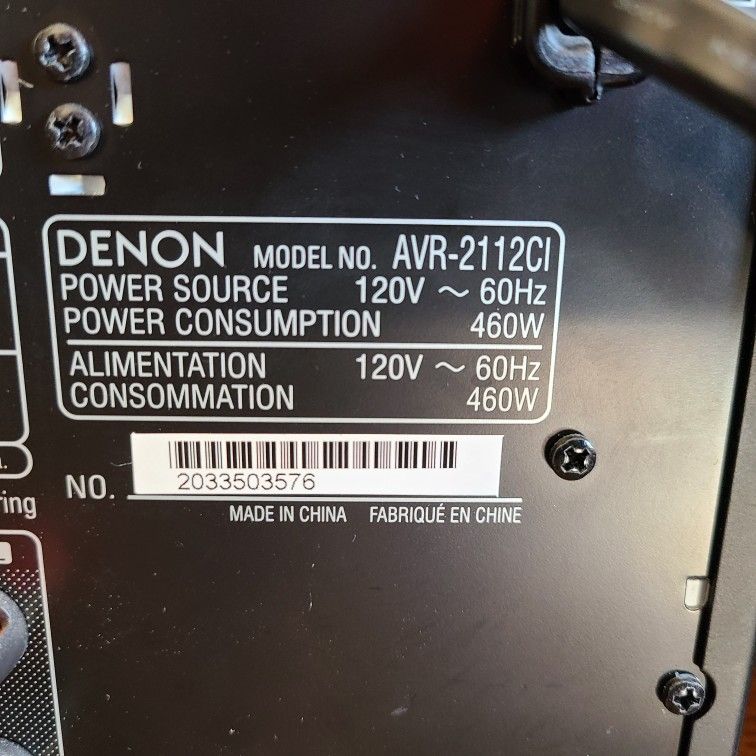 DENON MODEL NO. AVR-2112CI
POWER SOURCE 120V ~ 60Hz
POWER CONSUMPTION 460W
ALIMENTATION 120V ~ 60Hz
CONSOMMATION 460W
NO. 2033503576
MADE IN CHINA FABRIQUÉ EN CHINE